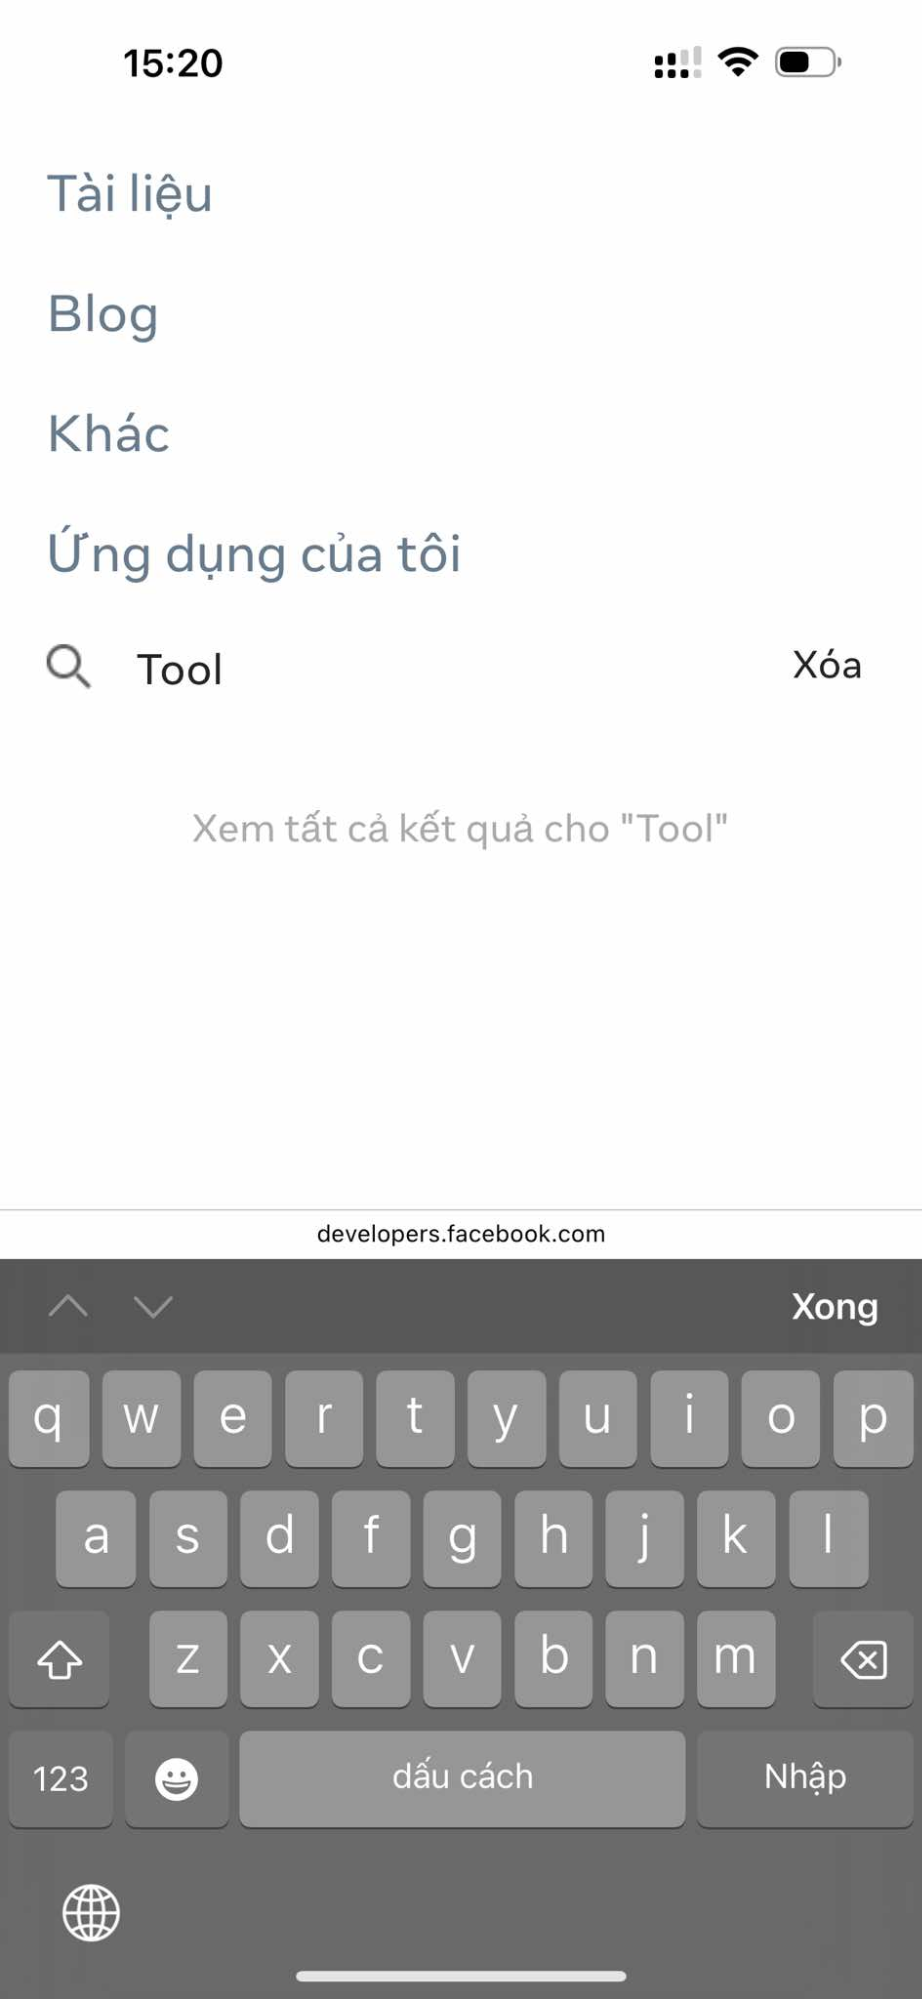 15:20
Tài liệu
Blog
Khác
Ứng dụng của tôi
Tool Xóa
Xem tất cả kết quả cho "Tool"
developers.facebook.com
Xong
q w e r t y u i o p
a s d f g h j k l
z x c v b n m
123 dấu cách Nhập